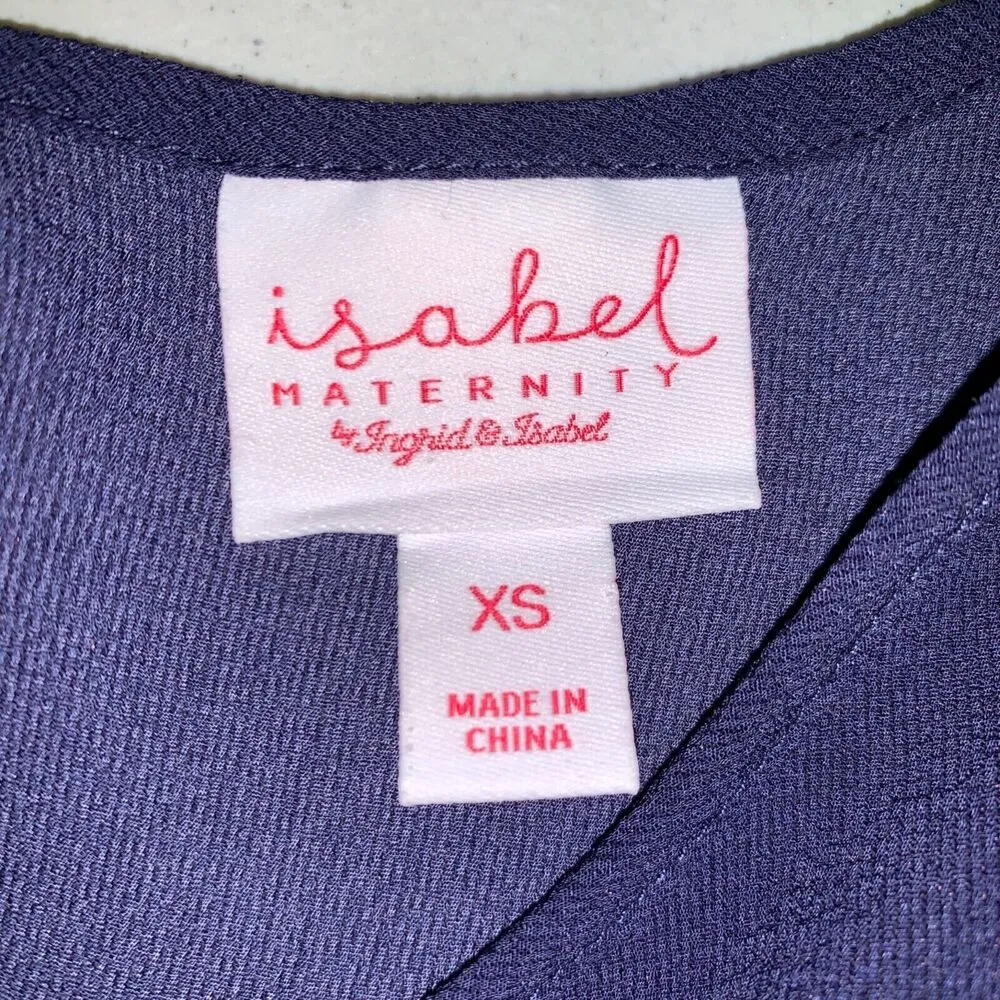 isabel
MATERNITY
by Ingrid & Isabel
XS
MADE IN
CHINA